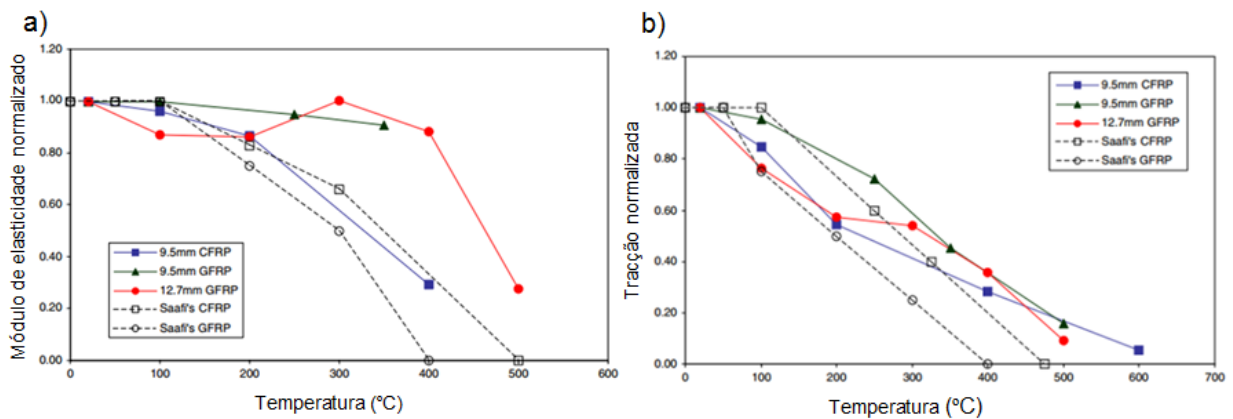 a)
Módulo de elasticidade normalizado
1.20
1.00
0.80
0.60
0.40
0.20
0.00
0 100 200 300 400 500 600
Temperatura (ºC)
9.5mm CFRP
9.5mm GFRP
12.7mm GFRP
Saafi's CFRP
Saafi's GFRP
b)
Tracção normalizada
1.20
1.00
0.80
0.60
0.40
0.20
0.00
0 100 200 300 400 500 600 700
Temperatura (ºC)
9.5mm CFRP
9.5mm GFRP
12.7mm GFRP
Saafi's CFRP
Saafi's GFRP